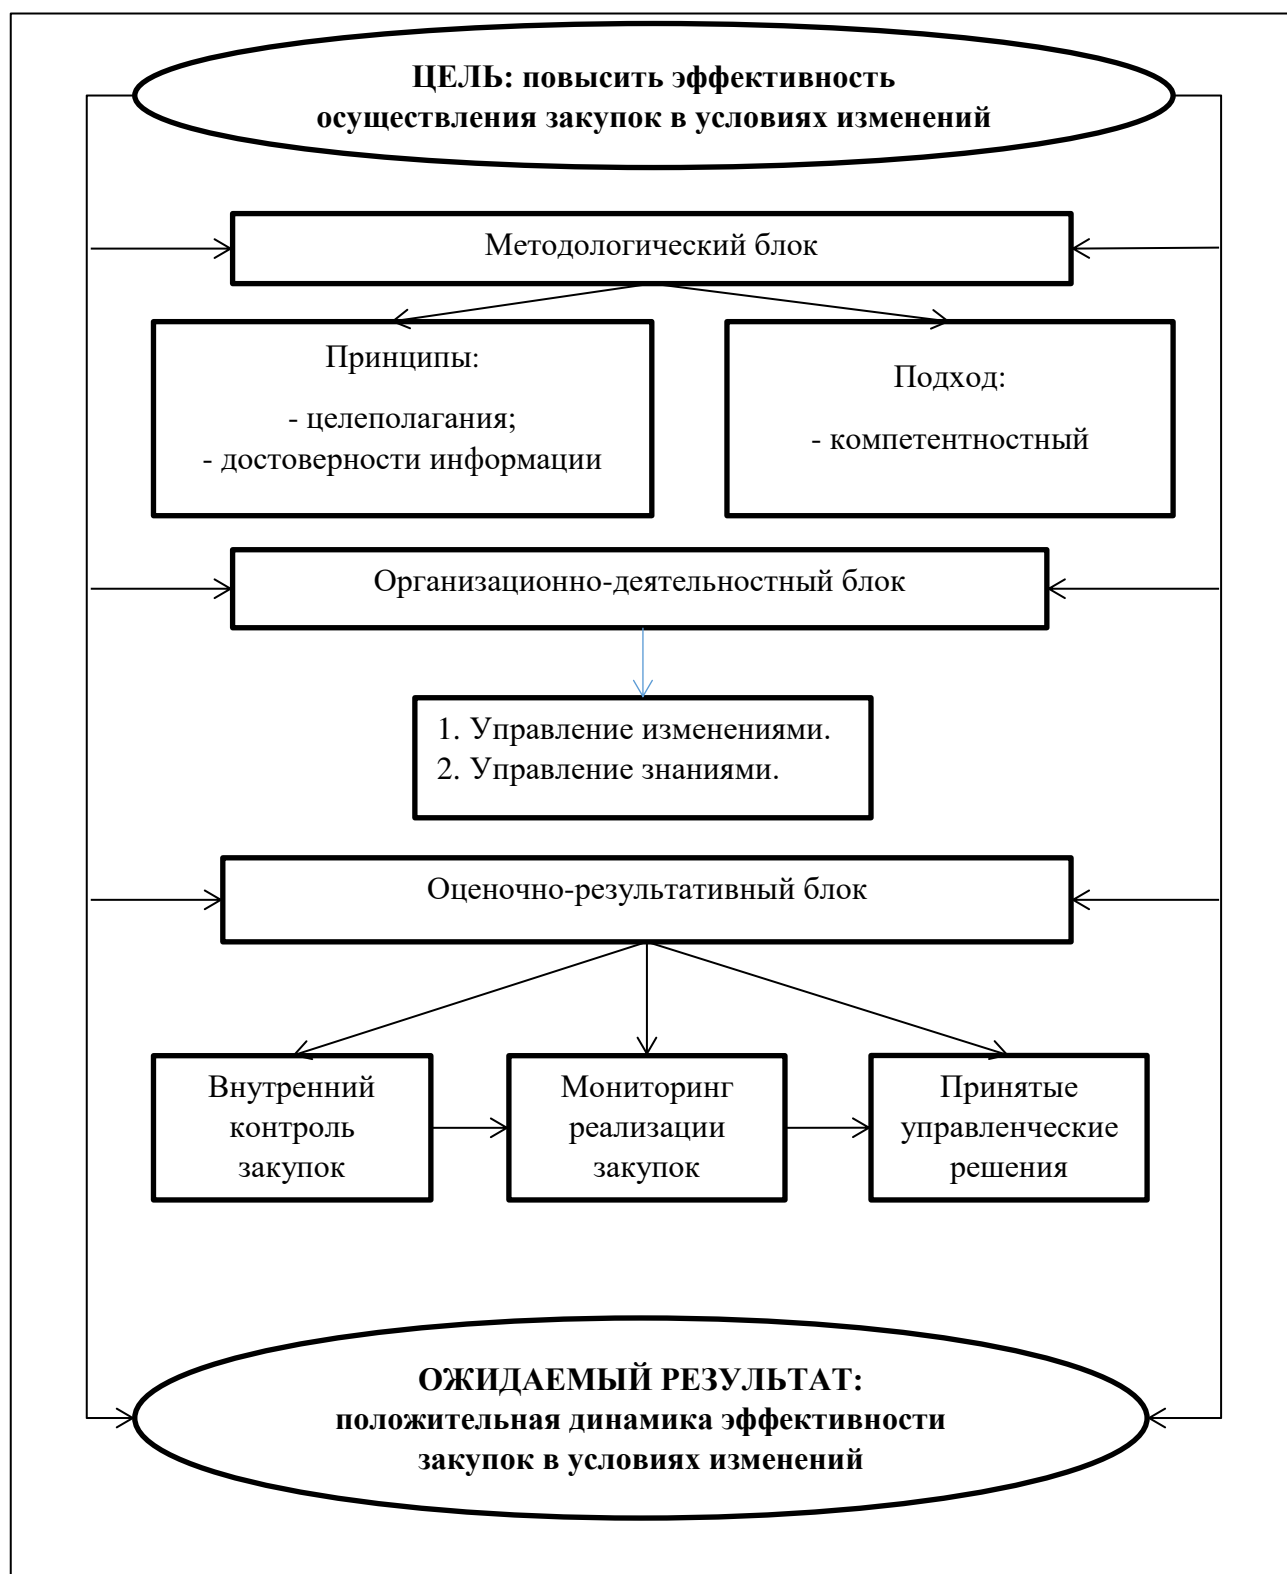 ЦЕЛЬ: повысить эффективность
осуществления закупок в условиях изменений
Методологический блок
Принципы:
- целеполагания;
- достоверности информации
Подход:
- компетентностный
Организационно-деятельностный блок
1. Управление изменениями.
2. Управление знаниями.
Оценочно-результативный блок
Внутренний
контроль
закупок
Мониторинг
реализации
закупок
Принятые
управленческие
решения
ОЖИДАЕМЫЙ РЕЗУЛЬТАТ:
положительная динамика эффективности
закупок в условиях изменений